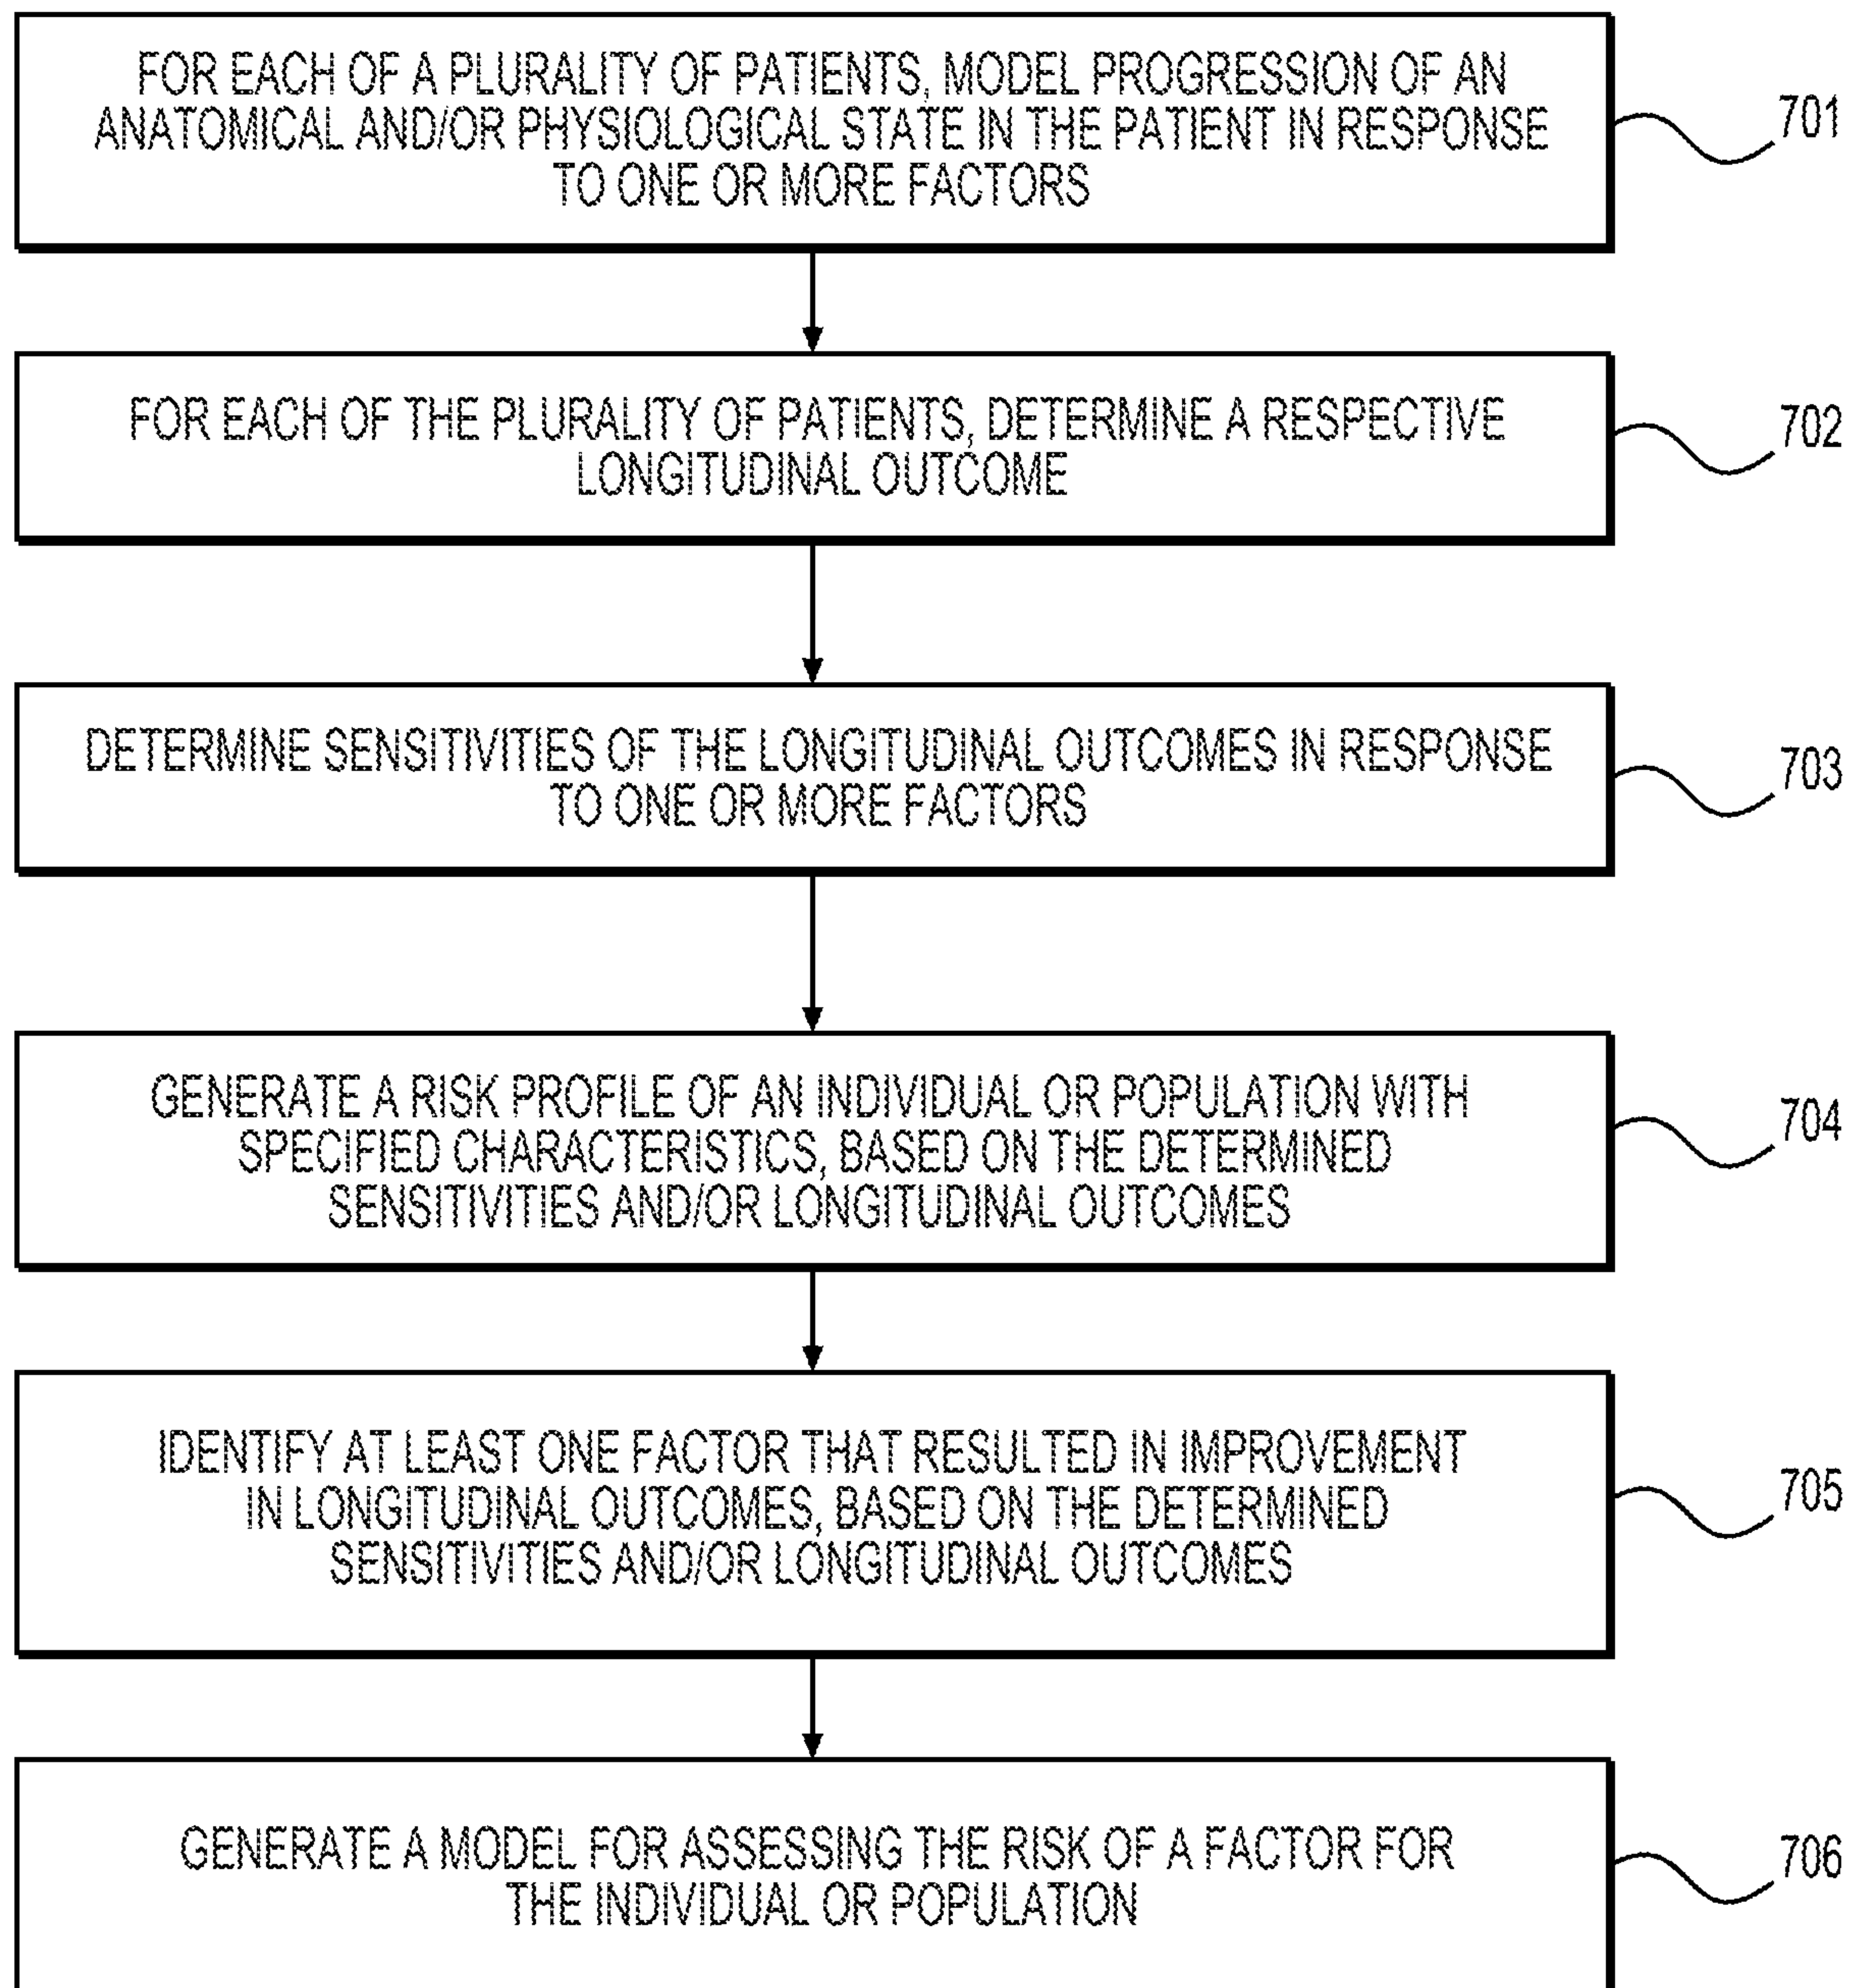 FOR EACH OF A PLURALITY OF PATIENTS, MODEL PROGRESSION OF AN
ANATOMICAL AND/OR PHYSIOLOGICAL STATE IN THE PATIENT IN RESPONSE
TO ONE OR MORE FACTORS
701
FOR EACH OF THE PLURALITY OF PATIENTS, DETERMINE A RESPECTIVE
LONGITUDINAL OUTCOME
702
DETERMINE SENSITIVITIES OF THE LONGITUDINAL OUTCOMES IN RESPONSE
TO ONE OR MORE FACTORS
703
GENERATE A RISK PROFILE OF AN INDIVIDUAL OR POPULATION WITH
SPECIFIED CHARACTERISTICS, BASED ON THE DETERMINED
SENSITIVITIES AND/OR LONGITUDINAL OUTCOMES
704
IDENTIFY AT LEAST ONE FACTOR THAT RESULTED IN IMPROVEMENT
IN LONGITUDINAL OUTCOMES, BASED ON THE DETERMINED
SENSITIVITIES AND/OR LONGITUDINAL OUTCOMES
705
GENERATE A MODEL FOR ASSESSING THE RISK OF A FACTOR FOR
THE INDIVIDUAL OR POPULATION
706